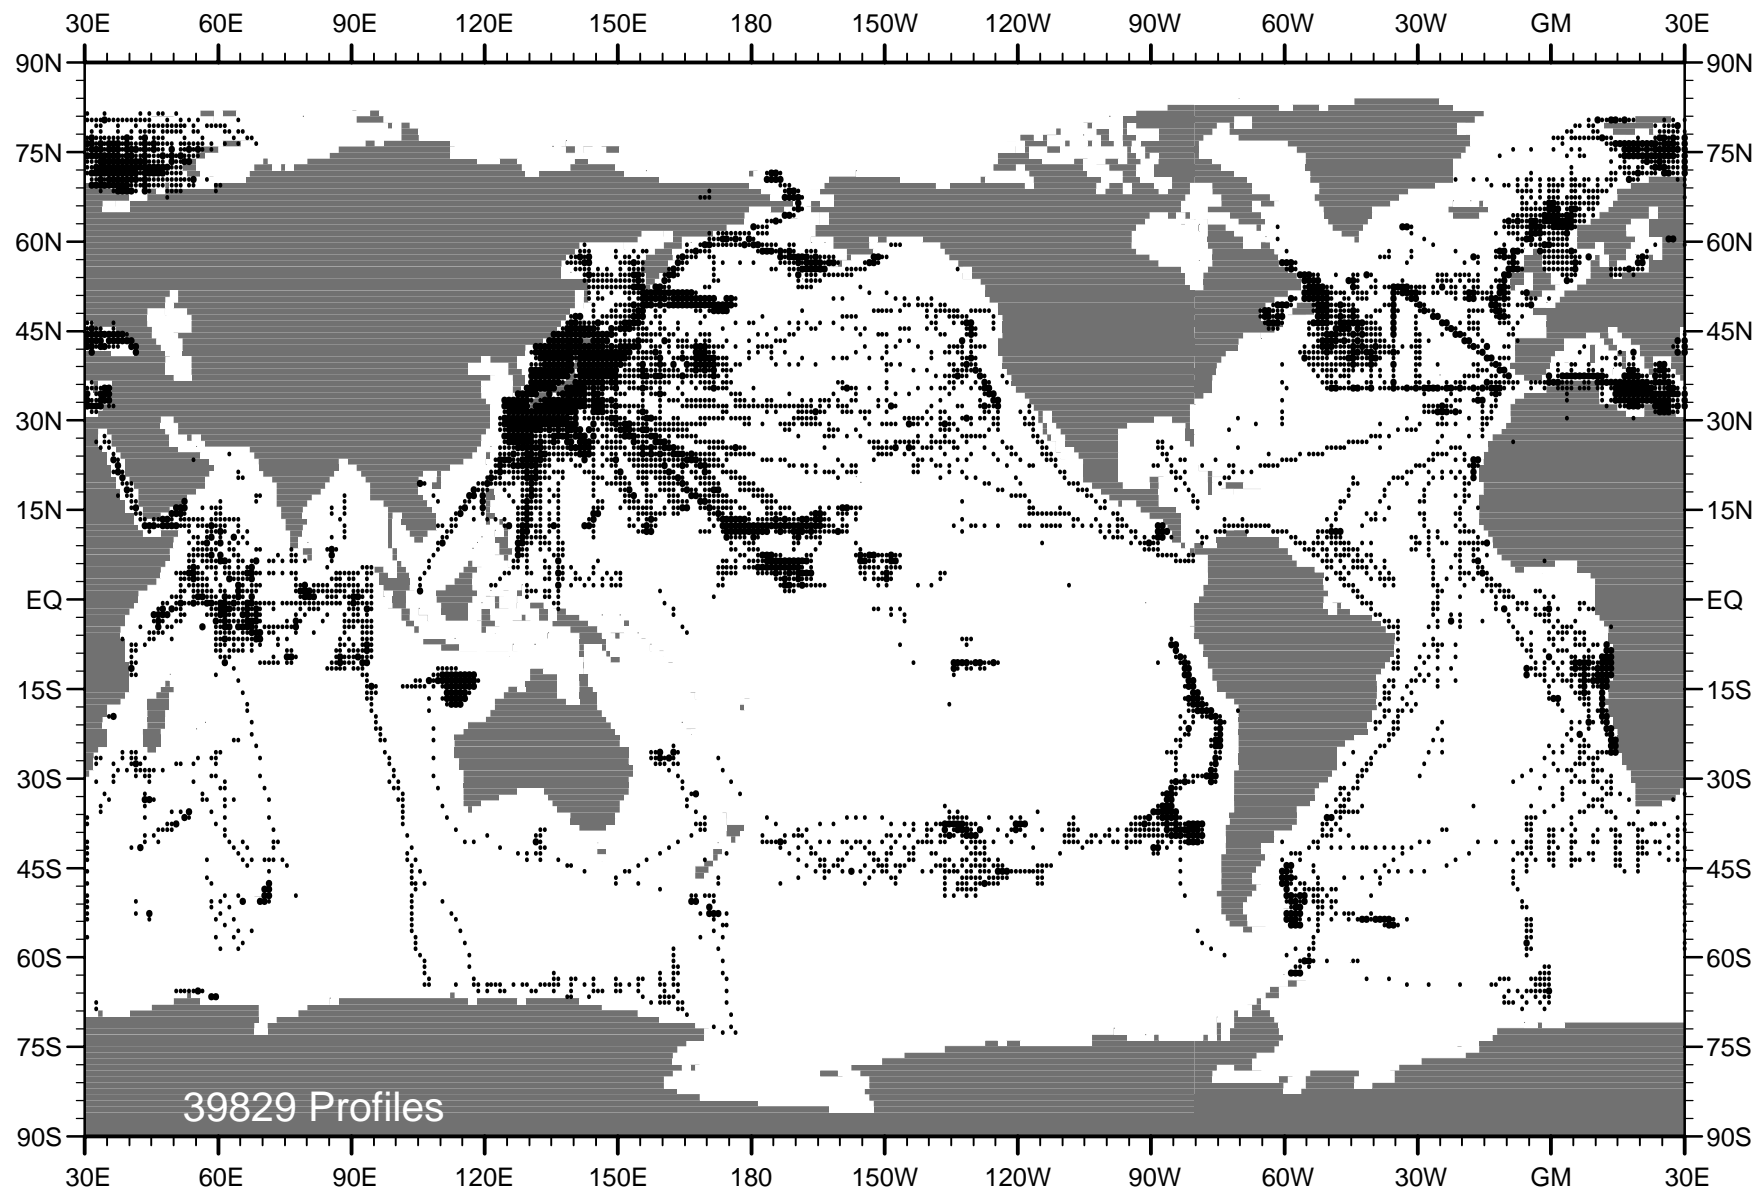 30E 60E 90E 120E 150E 180 150W 120W 90W 60W 30W GM 30E
90N 90N
75N 75N
60N 60N
45N 45N
30N 30N
15N 15N
EQ EQ
15S 15S
30S 30S
45S 45S
60S 60S
75S 75S
39829 Profiles
90S 90S
30E 60E 90E 120E 150E 180 150W 120W 90W 60W 30W GM 30E